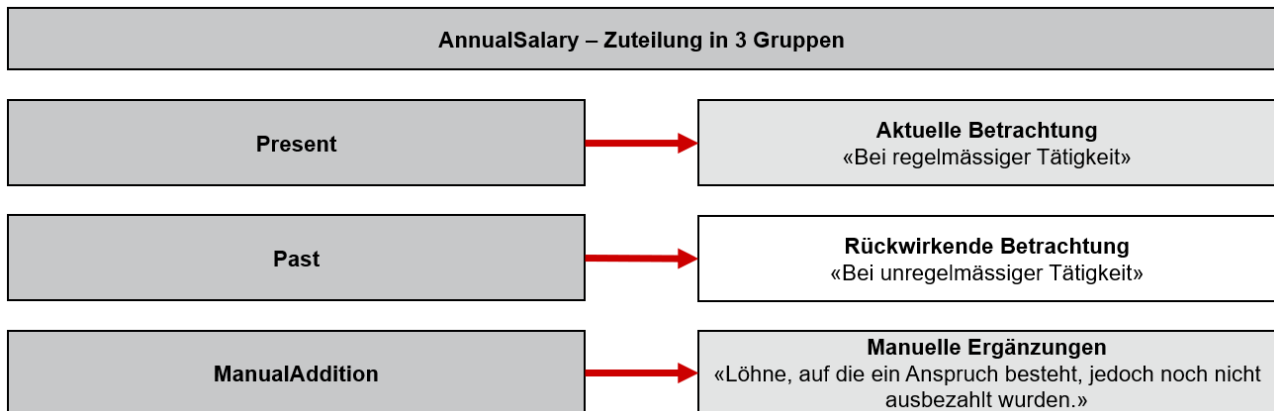 AnnualSalary – Zuteilung in 3 Gruppen
Present
Aktuelle Betrachtung
«Bei regelmässiger Tätigkeit»
Past
Rückwirkende Betrachtung
«Bei unregelmässiger Tätigkeit»
ManualAddition
Manuelle Ergänzungen
«Löhne, auf die ein Anspruch besteht, jedoch noch nicht
ausbezahlt wurden.»